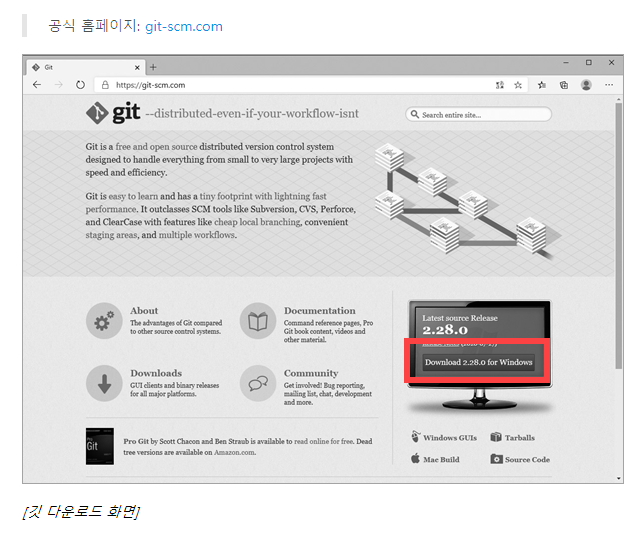 공식 홈페이지: git-scm.com
Git
https://git-scm.com
git --distributed-even-if-your-workflow-isnt
Search entire site...
Git is a free and open source distributed version control system
designed to handle everything from small to very large projects with
speed and efficiency.
Git is easy to learn and has a tiny footprint with lightning fast
performance. It outclasses SCM tools like Subversion, CVS, Perforce,
and ClearCase with features like cheap local branching, convenient
staging areas, and multiple workflows.
About
The advantages of Git compared
to other source control systems.
Documentation
Command reference pages, Pro
Git book content, videos and
other material.
Downloads
GUI clients and binary releases
for all major platforms.
Community
Get involved! Bug reporting,
mailing list, chat, development
and more.
Latest source Release
2.28.0
Download 2.28.0 for Windows
Windows GUIs
Tarballs
Mac Build
Source Code
Pro
Git
Pro Git by Scott Chacon and Ben Straub is available to read online for free. Dead
tree versions are available on Amazon.com.
[깃 다운로드 화면]